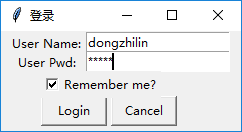 登录
User Name: dongzhilin
User Pwd: *****
Remember me?
Login Cancel